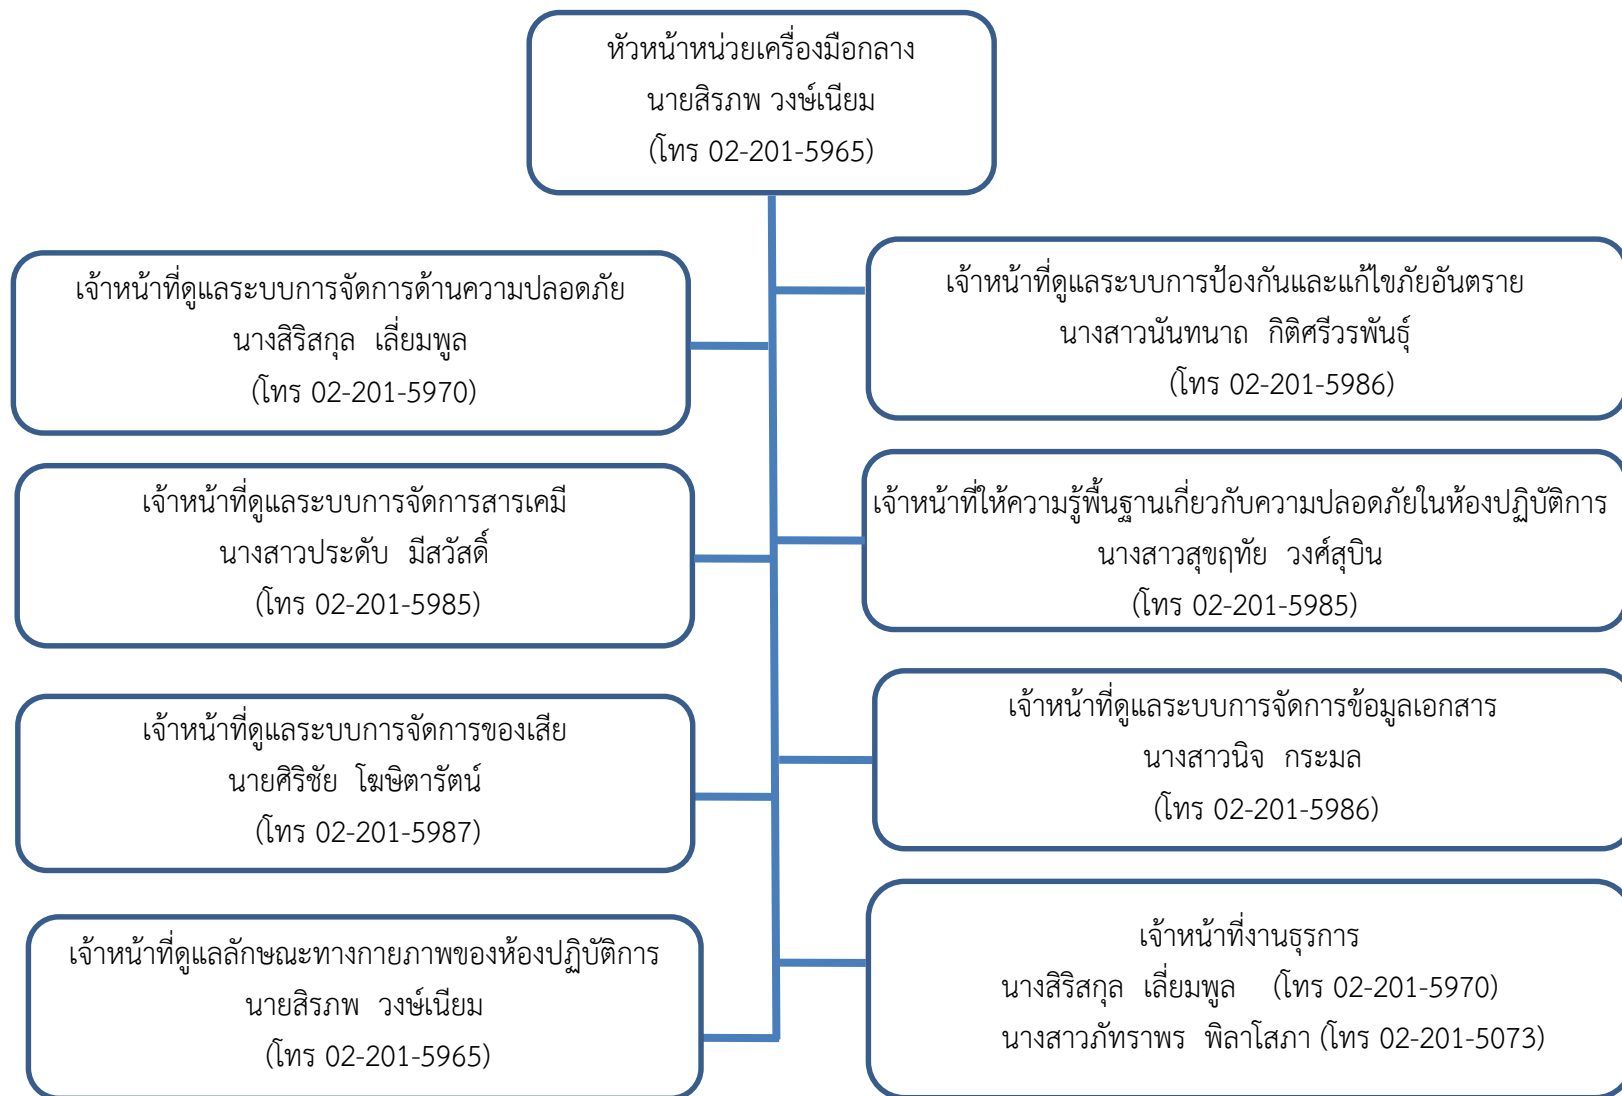 หัวหน้าหน่วยเครื่องมือกลาง
นายสิรภพ วงษ์เนียม
(โทร 02-201-5965)
เจ้าหน้าที่ดูแลระบบการจัดการด้านความปลอดภัย
นางสิริสกุล เลี่ยมพูล
(โทร 02-201-5970)
เจ้าหน้าที่ดูแลระบบการป้องกันและแก้ไขภัยอันตราย
นางสาวนันทนาถ กิติศรีวรพันธุ์
(โทร 02-201-5986)
เจ้าหน้าที่ดูแลระบบการจัดการสารเคมี
นางสาวประดับ มีสวัสดิ์
(โทร 02-201-5985)
เจ้าหน้าที่ให้ความรู้พื้นฐานเกี่ยวกับความปลอดภัยในห้องปฏิบัติการ
นางสาวสุขฤทัย วงศ์สุบิน
(โทร 02-201-5985)
เจ้าหน้าที่ดูแลระบบการจัดการของเสีย
นายศิริชัย โฆษิตารัตน์
(โทร 02-201-5987)
เจ้าหน้าที่ดูแลระบบการจัดการข้อมูลเอกสาร
นางสาวนิจ กระมล
(โทร 02-201-5986)
เจ้าหน้าที่ดูแลลักษณะทางกายภาพของห้องปฏิบัติการ
นายสิรภพ วงษ์เนียม
(โทร 02-201-5965)
เจ้าหน้าที่งานธุรการ
นางสิริสกุล เลี่ยมพูล (โทร 02-201-5970)
นางสาวภัทราพร พิลาโสภา (โทร 02-201-5073)